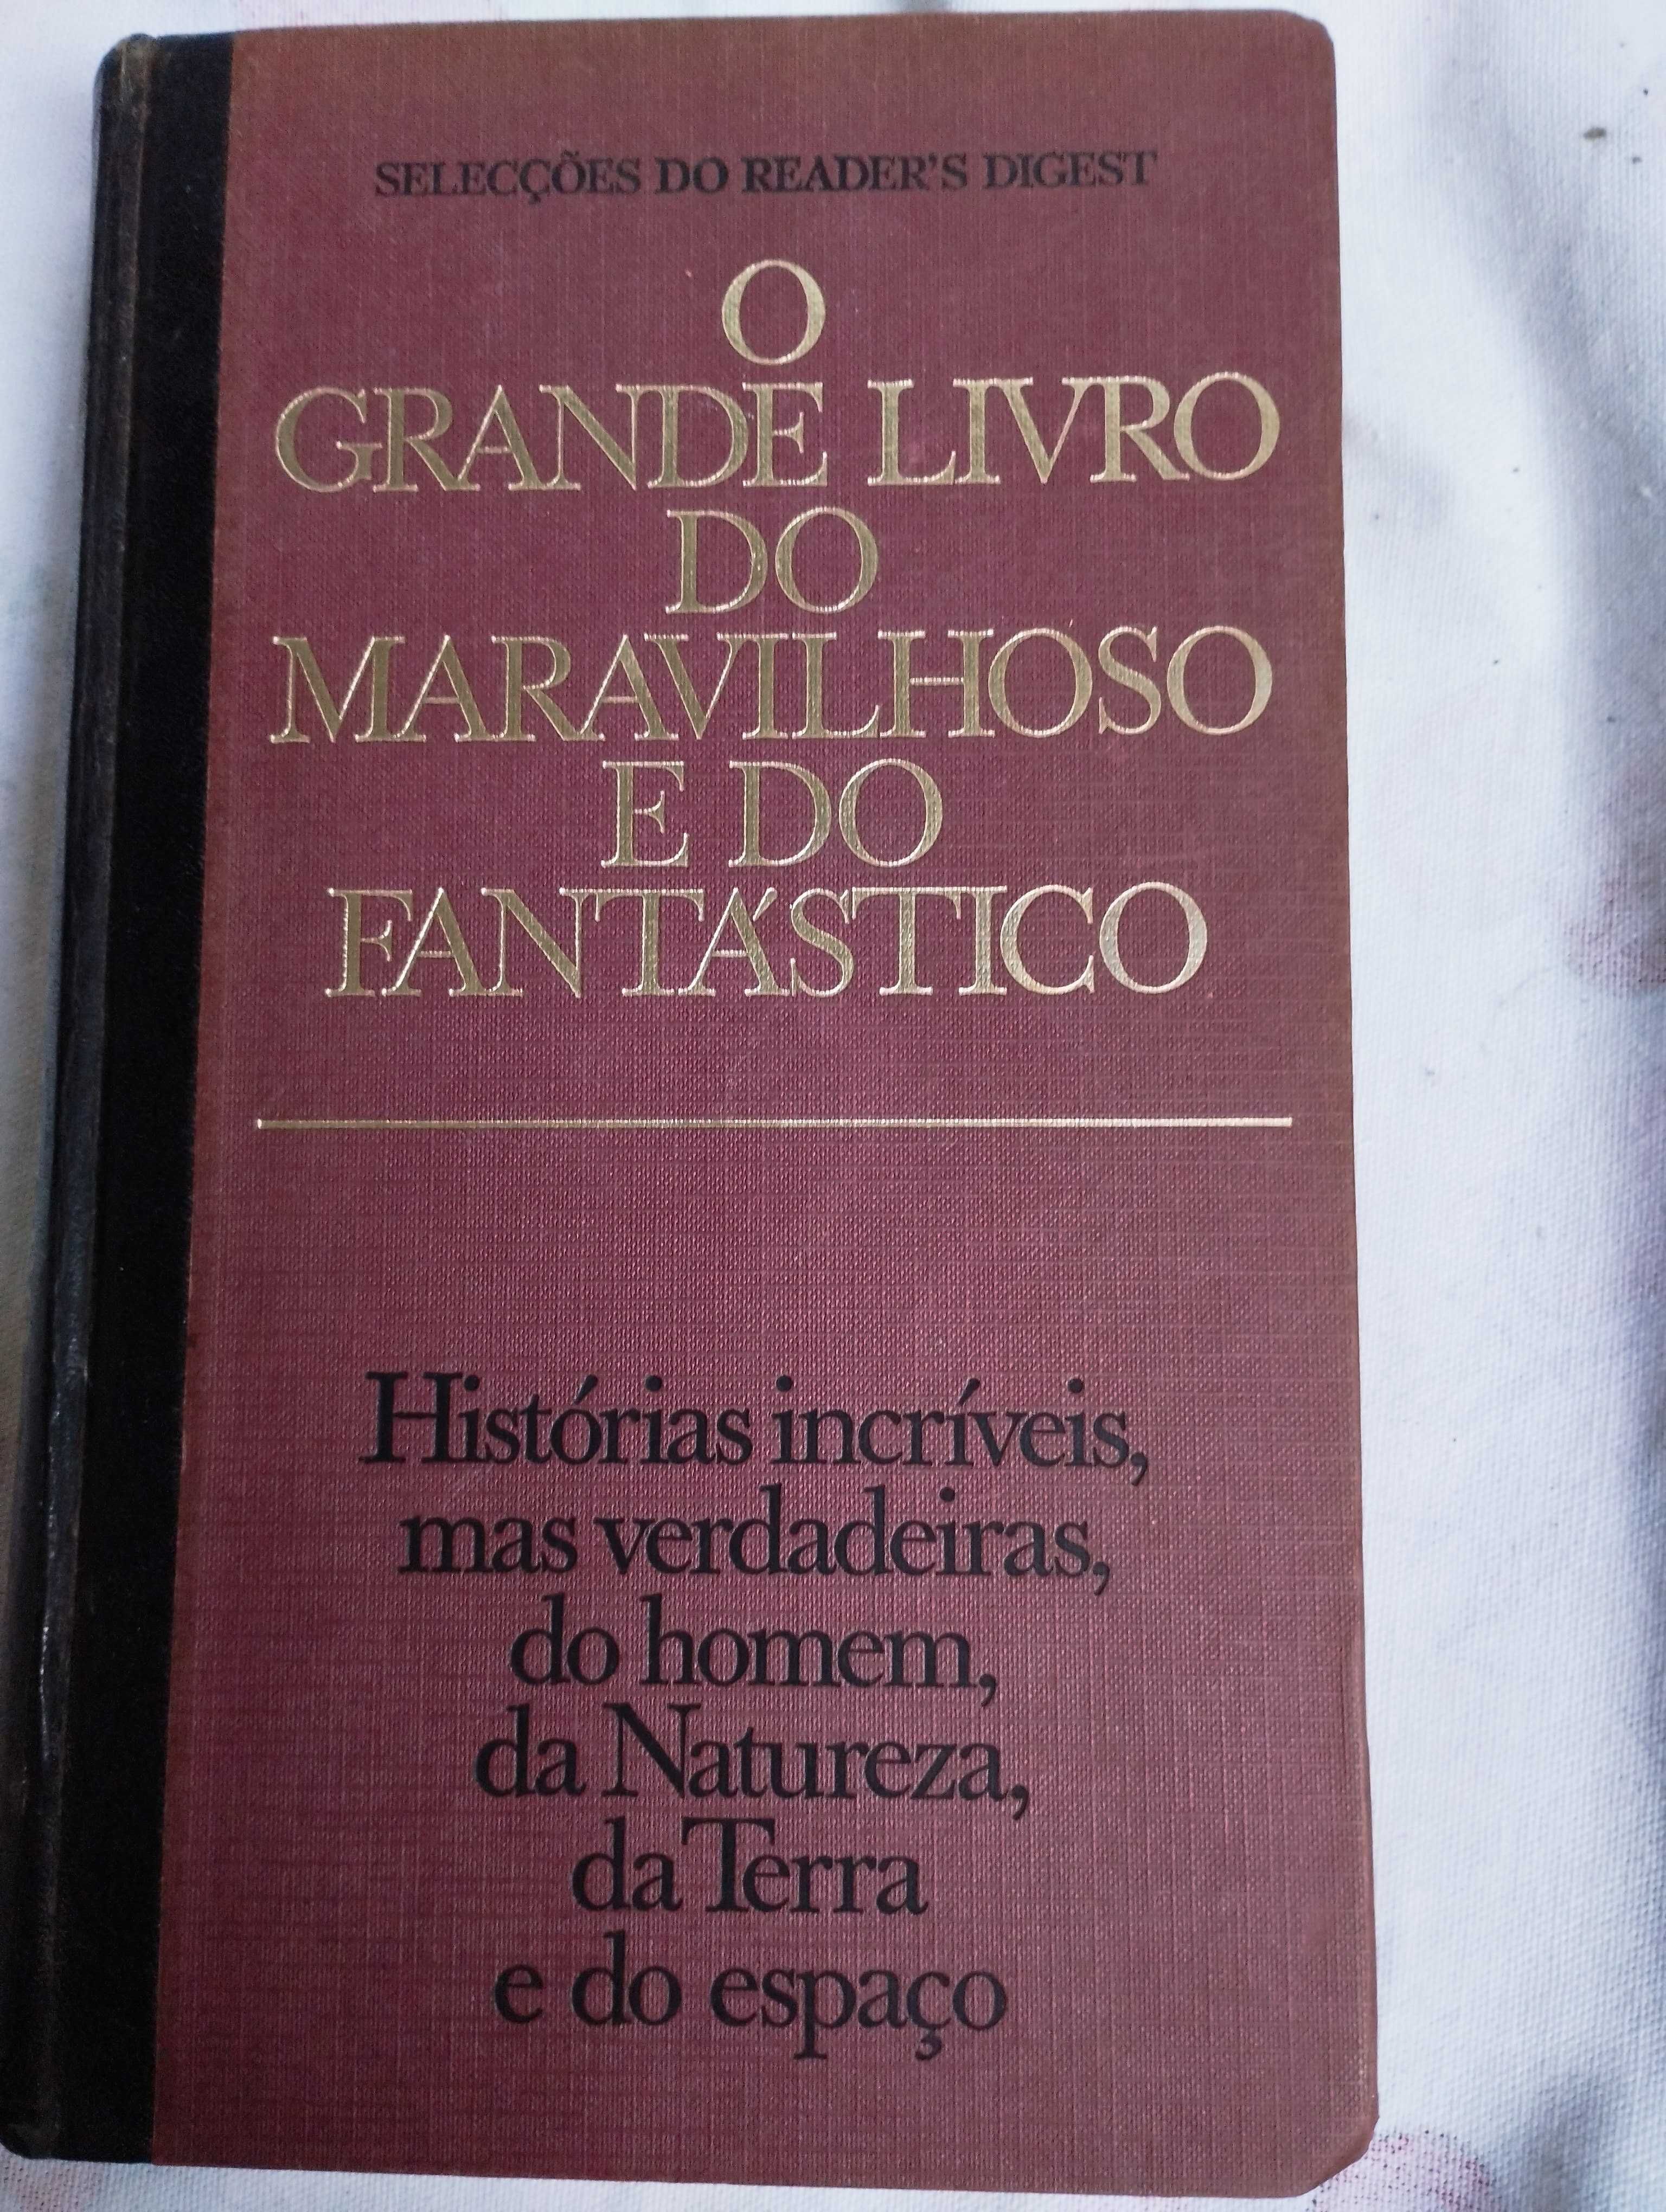 SELECÇÕES DO READER'S DIGEST
O
GRANDE LIVRO
DO
MARAVILHOSO
E DO
FANTÁSTICO
Histórias incríveis,
mas verdadeiras,
do homem,
da Natureza,
da Terra
e do espaço